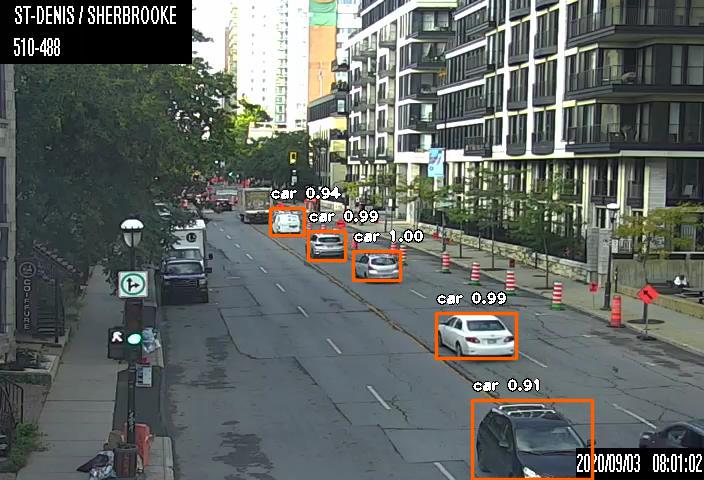 ST-DENIS / SHERBROOKE
510-488
car 0.94
car 0.99
car 1.00
car 0.99
car 0.91
COIFFURE
2020/09/03 08:01:02